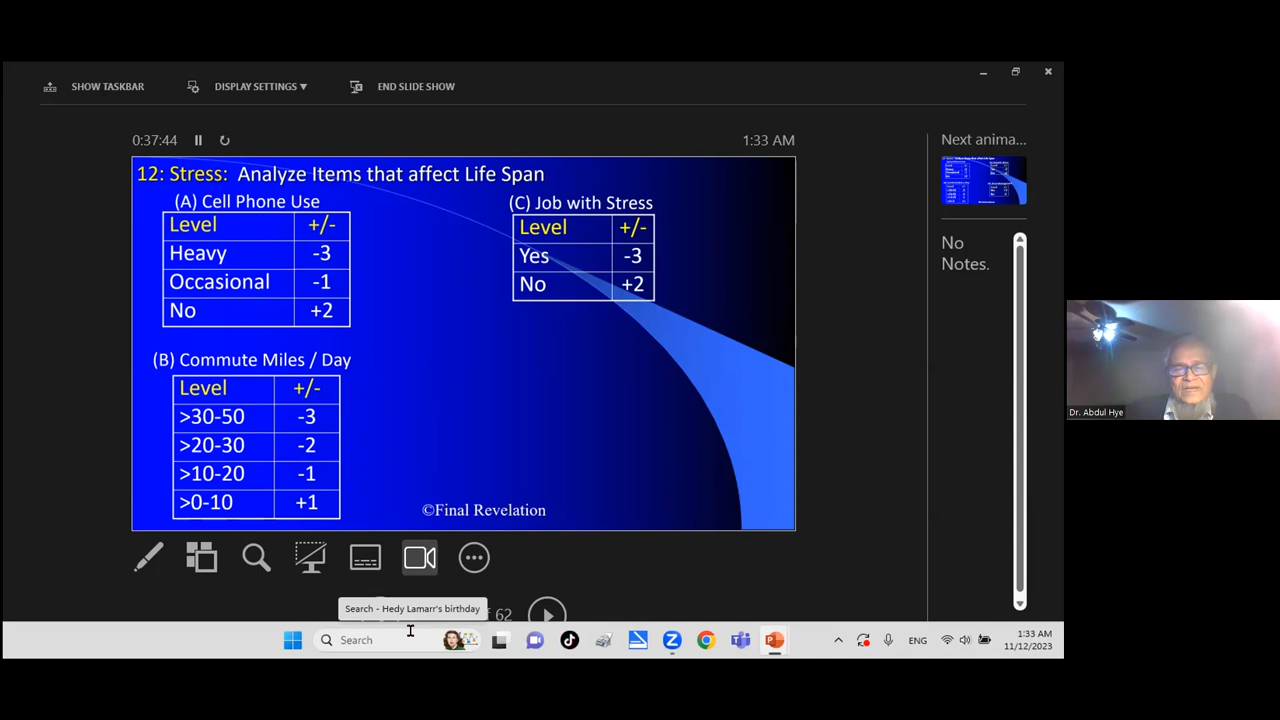 SHOW TASKBAR
DISPLAY SETTINGS ▼
END SLIDE SHOW
0:37:44
1:33 AM
Next anima...
12: Stress: Analyze Items that affect Life Span
(A) Cell Phone Use
Level +/-
Heavy -3
Occasional -1
No +2
(B) Commute Miles / Day
Level +/-
>30-50 -3
>20-30 -2
>10-20 -1
>0-10 +1
(C) Job with Stress
Level +/-
Yes -3
No +2
©Final Revelation
No
Notes.
Dr. Abdul Hye
Search - Hedy Lamarr's birthday
62
Search
ENG
1:33 AM
11/12/2023